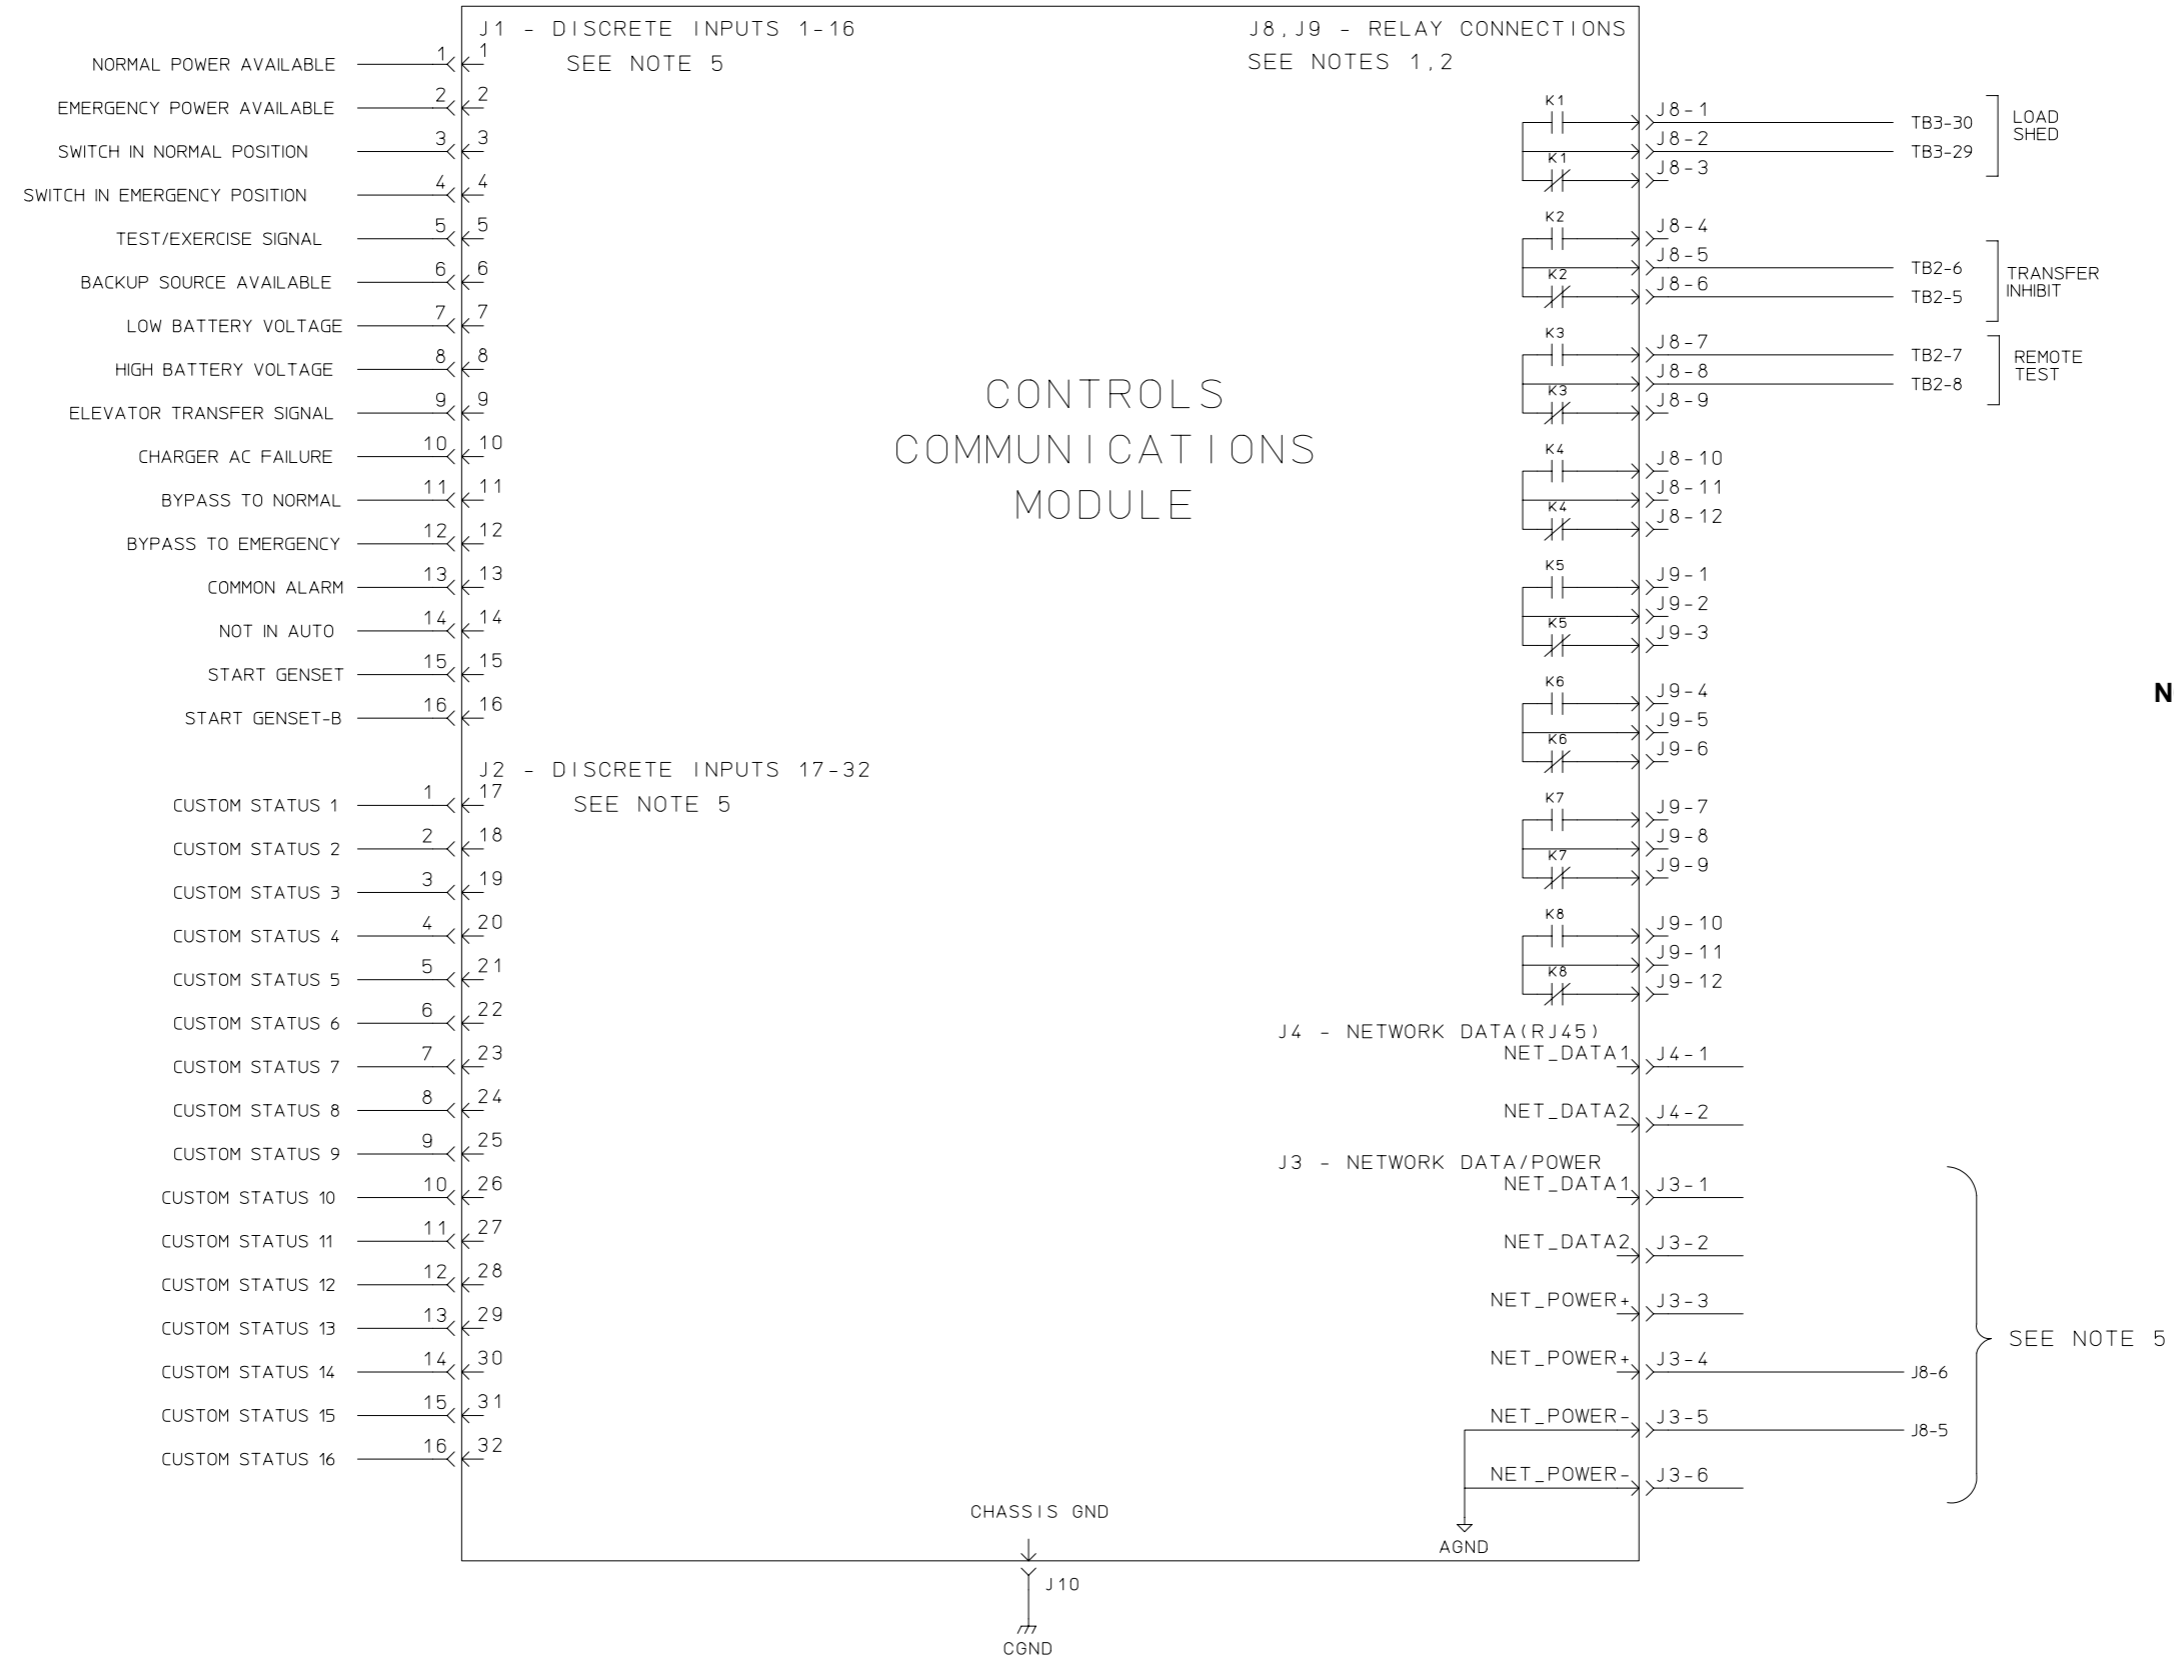 J1 - DISCRETE INPUTS 1-16
SEE NOTE 5
NORMAL POWER AVAILABLE 1 1
EMERGENCY POWER AVAILABLE 2 2
SWITCH IN NORMAL POSITION 3 3
SWITCH IN EMERGENCY POSITION 4 4
TEST/EXERCISE SIGNAL 5 5
BACKUP SOURCE AVAILABLE 6 6
LOW BATTERY VOLTAGE 7 7
HIGH BATTERY VOLTAGE 8 8
ELEVATOR TRANSFER SIGNAL 9 9
CHARGER AC FAILURE 10 10
BYPASS TO NORMAL 11 11
BYPASS TO EMERGENCY 12 12
COMMON ALARM 13 13
NOT IN AUTO 14 14
START GENSET 15 15
START GENSET-B 16 16
J2 - DISCRETE INPUTS 17-32
SEE NOTE 5
CUSTOM STATUS 1 1 17
CUSTOM STATUS 2 2 18
CUSTOM STATUS 3 3 19
CUSTOM STATUS 4 4 20
CUSTOM STATUS 5 5 21
CUSTOM STATUS 6 6 22
CUSTOM STATUS 7 7 23
CUSTOM STATUS 8 8 24
CUSTOM STATUS 9 9 25
CUSTOM STATUS 10 10 26
CUSTOM STATUS 11 11 27
CUSTOM STATUS 12 12 28
CUSTOM STATUS 13 13 29
CUSTOM STATUS 14 14 30
CUSTOM STATUS 15 15 31
CUSTOM STATUS 16 16 32
CONTROLS
COMMUNICATIONS
MODULE
CHASSIS GND
J10
CGND
J8,J9 - RELAY CONNECTIONS
SEE NOTES 1,2
K1 J8-1 TB3-30
J8-2 TB3-29
K1 J8-3
LOAD
SHED
K2 J8-4
J8-5 TB2-6
K2 J8-6 TB2-5
TRANSFER
INHIBIT
K3 J8-7 TB2-7
J8-8 TB2-8
K3 J8-9
REMOTE
TEST
K4 J8-10
J8-11
K4 J8-12
K5 J9-1
J9-2
K5 J9-3
K6 J9-4
J9-5
K6 J9-6
N
K7 J9-7
J9-8
K7 J9-9
K8 J9-10
J9-11
K8 J9-12
J4 - NETWORK DATA(RJ45)
NET_DATA1 J4-1
NET_DATA2 J4-2
J3 - NETWORK DATA/POWER
NET_DATA1 J3-1
NET_DATA2 J3-2
NET_POWER+ J3-3
NET_POWER+ J3-4 J8-6
NET_POWER- J3-5 J8-5
NET_POWER- J3-6
SEE NOTE 5
AGND